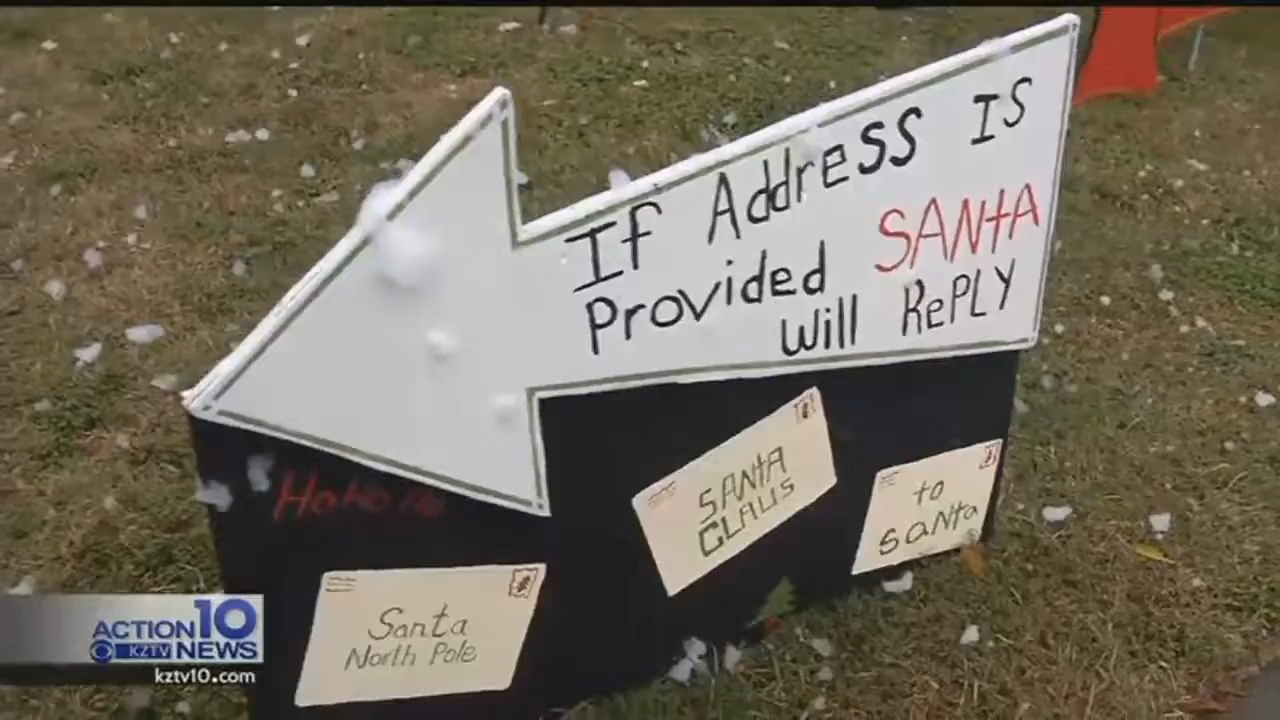 If Address Is
Provided SANTA
Will RePLY
HoHoHo
SANTA
CLAUS
to
santa
Santa
North Pole
ACTION 10
KZTV NEWS
kztv10.com